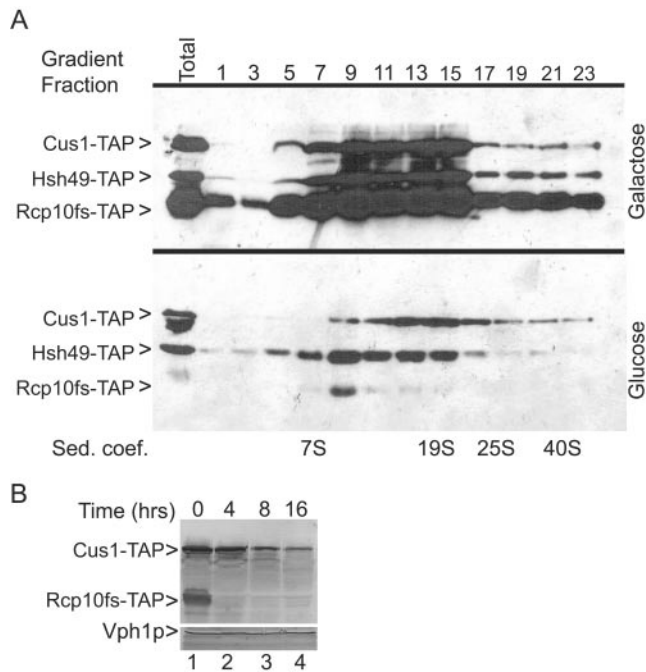 A
Gradient Fraction Total 1 3 5 7 9 11 13 15 17 19 21 23
Cus1-TAP >
Hsh49-TAP >
Rcp10fs-TAP >
Galactose
Cus1-TAP >
Hsh49-TAP >
Rcp10fs-TAP >
Glucose
Sed. coef. 7S 19S 25S 40S
B
Time (hrs) 0 4 8 16
Cus1-TAP>
Rcp10fs-TAP>
Vph1p>
1 2 3 4